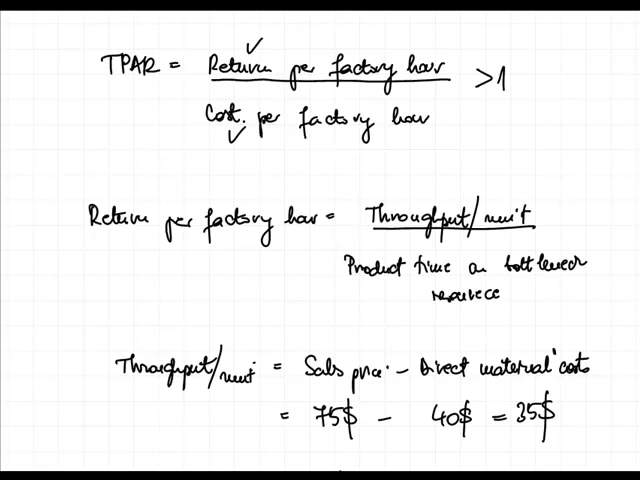 TPAR = Return per factory hour > 1
Cost per factory hour
Return per factory hour = Throughput/unit
Product time on bottleneck
resource
Throughput/unit = Sales price - Direct material costs
= 75$ - 40$ = 35$